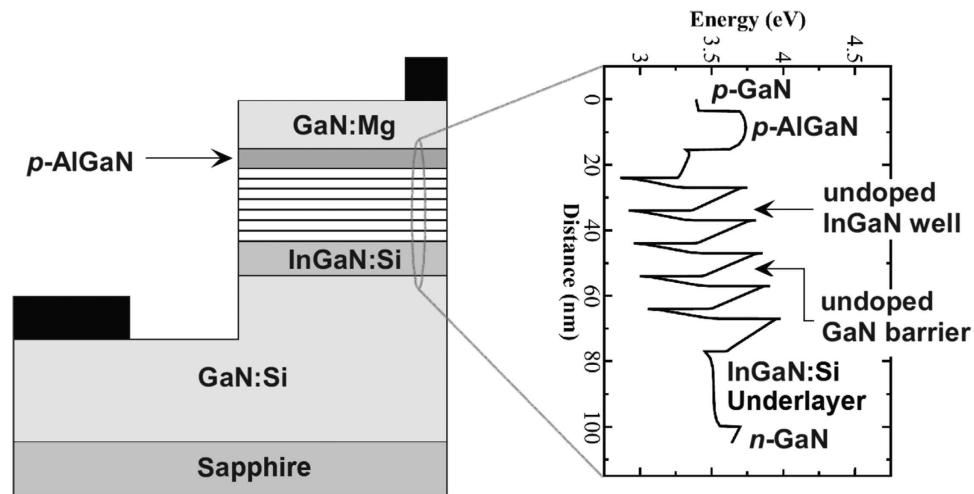 GaN:Mg
p-AlGaN
InGaN:Si
GaN:Si
Sapphire
Energy (eV)
3
3.5
4
4.5
p-GaN
p-AlGaN
undoped
InGaN well
undoped
GaN barrier
InGaN:Si
Underlayer
n-GaN
Distance (nm)
0
20
40
60
80
100